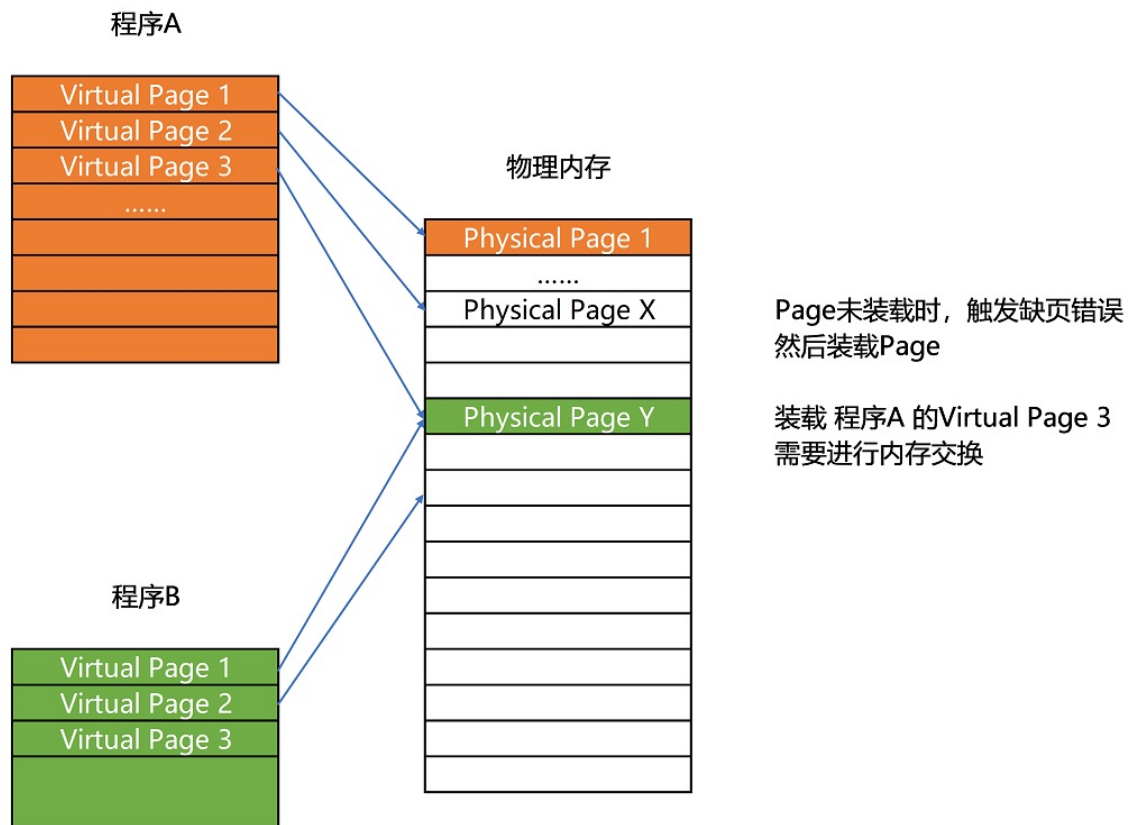 程序A
Virtual Page 1
Virtual Page 2
Virtual Page 3
......
物理内存
Physical Page 1
......
Physical Page X
Physical Page Y
Page未装载时，触发缺页错误
然后装载Page
装载 程序A 的Virtual Page 3
需要进行内存交换
程序B
Virtual Page 1
Virtual Page 2
Virtual Page 3